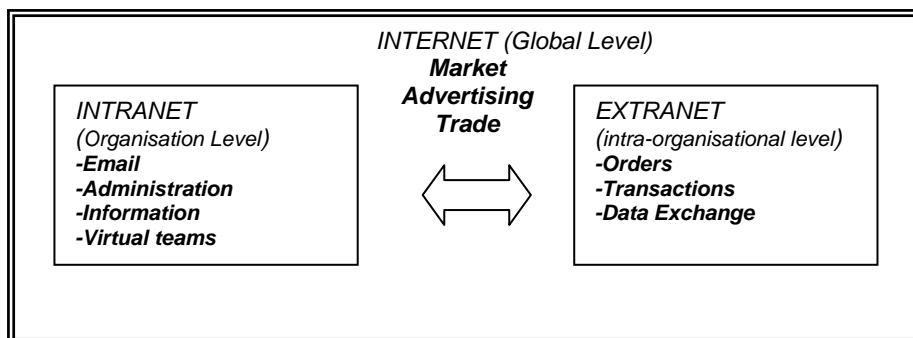 INTERNET (Global Level)
Market
Advertising
Trade
INTRANET
(Organisation Level)
-Email
-Administration
-Information
-Virtual teams
EXTRANET
(intra-organisational level)
-Orders
-Transactions
-Data Exchange